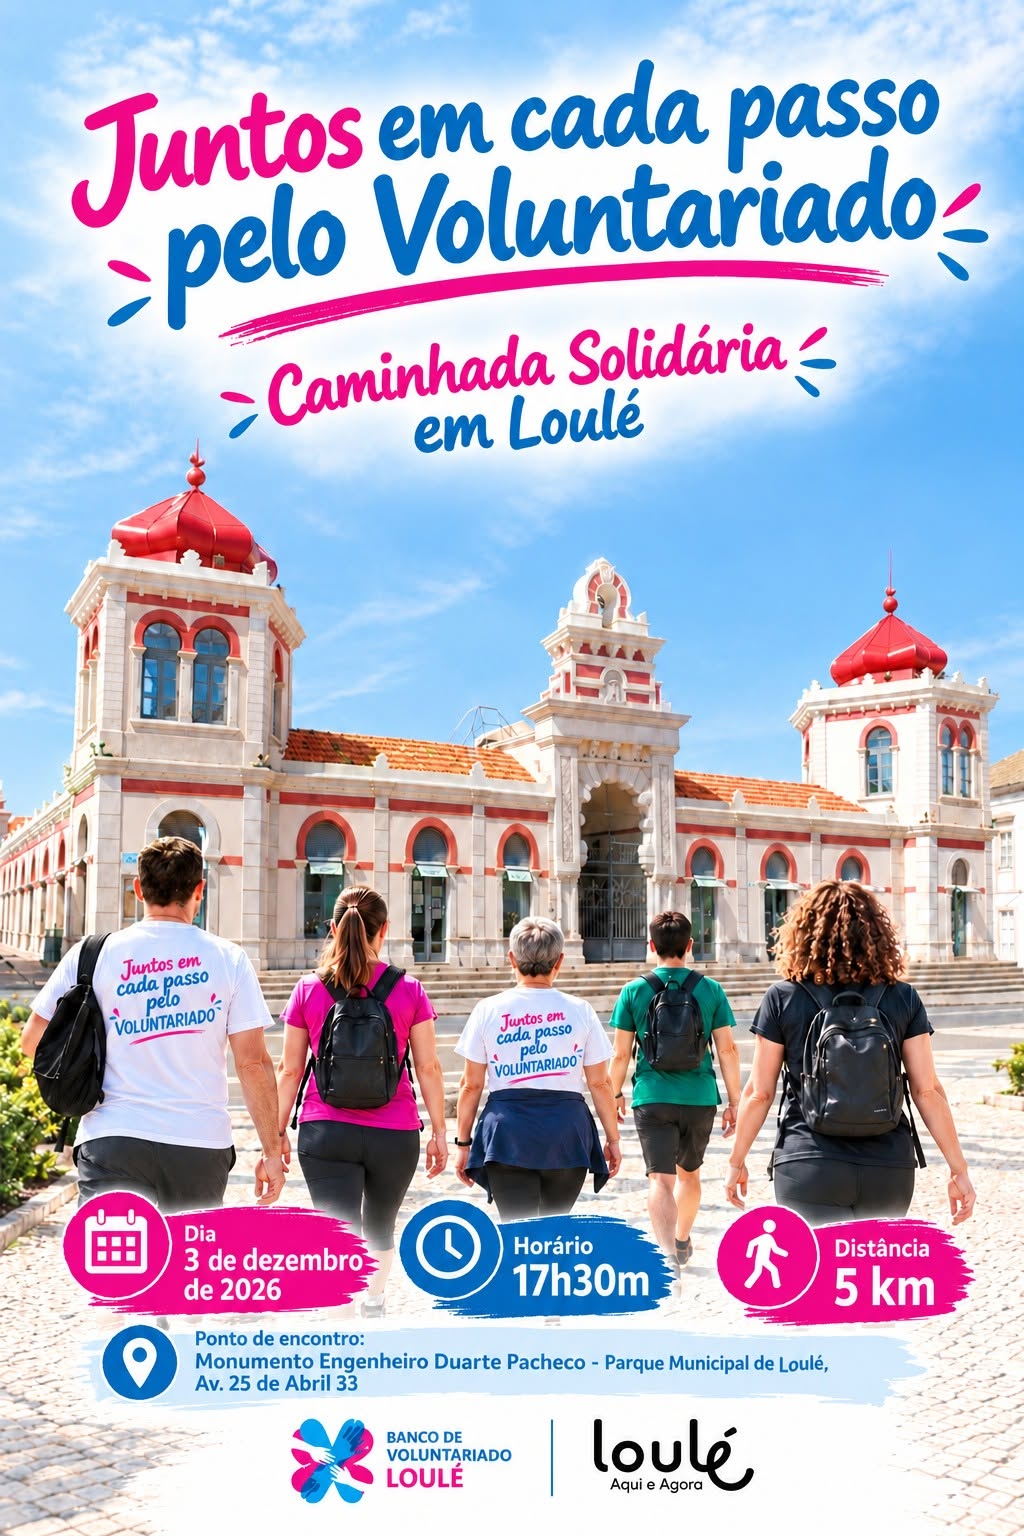 Juntos em cada passo
pelo Voluntariado
Caminhada Solidária
em Loulé
Juntos em
cada passo
pelo
VOLUNTARIADO
Juntos em
cada passo
pelo
VOLUNTARIADO
Dia
3 de dezembro
de 2026
Horário
17h30m
Distância
5 km
Ponto de encontro:
Monumento Engenheiro Duarte Pacheco - Parque Municipal de Loulé,
Av. 25 de Abril 33
BANCO DE
VOLUNTARIADO
LOULÉ
loulé
Aqui e Agora